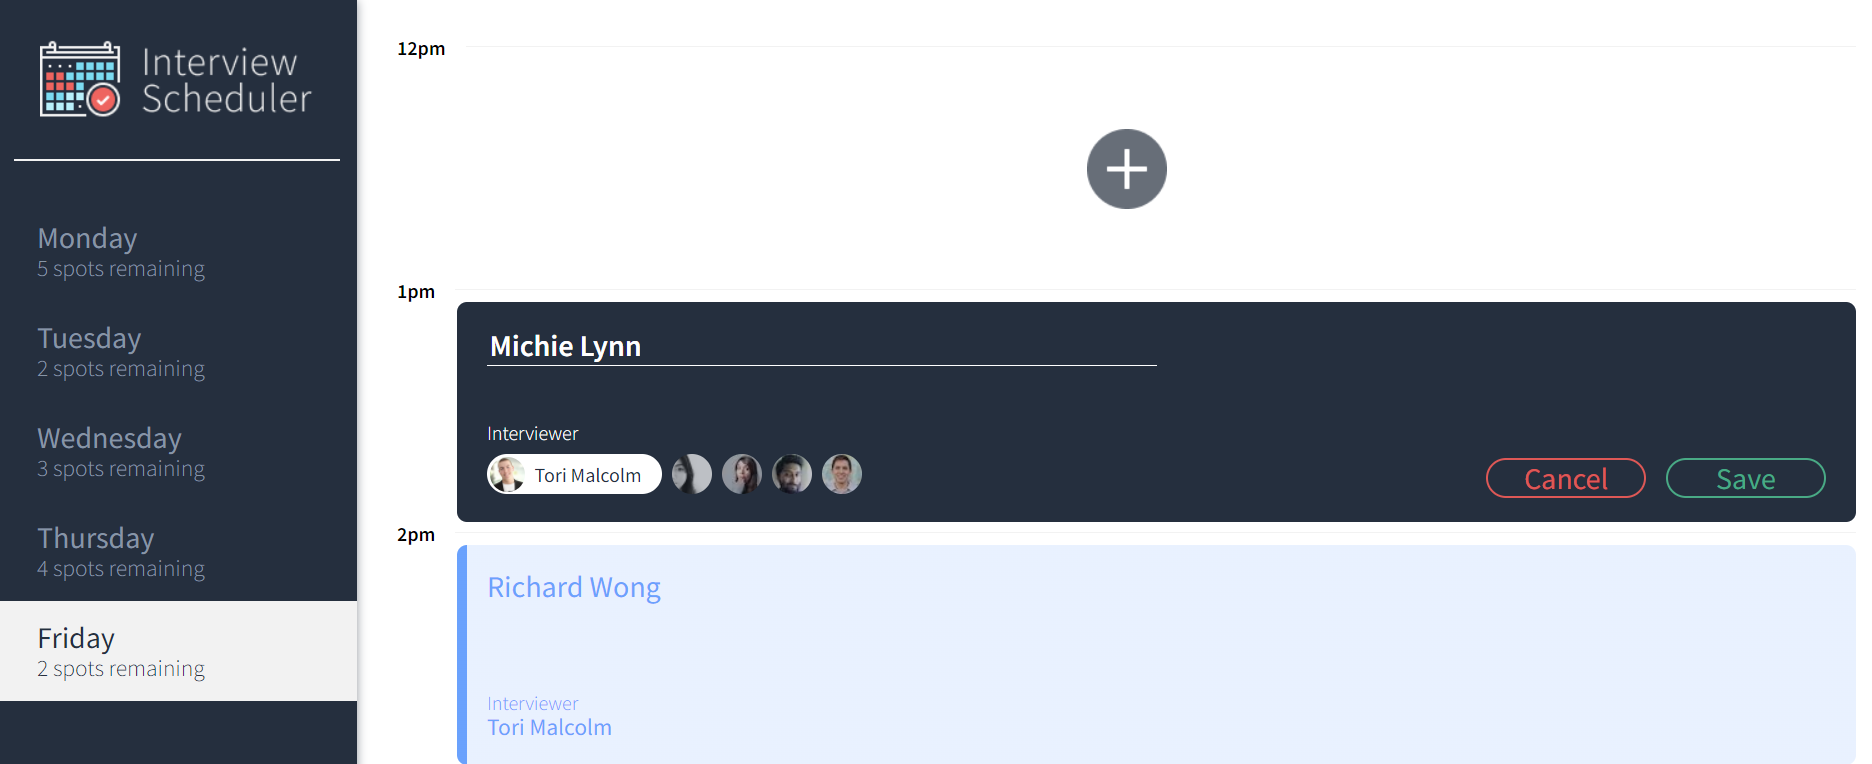 Interview
Scheduler
Monday
5 spots remaining
Tuesday
2 spots remaining
Wednesday
3 spots remaining
Thursday
4 spots remaining
Friday
2 spots remaining
12pm
1pm
Michie Lynn
Interviewer
Tori Malcolm
Cancel
Save
2pm
Richard Wong
Interviewer
Tori Malcolm